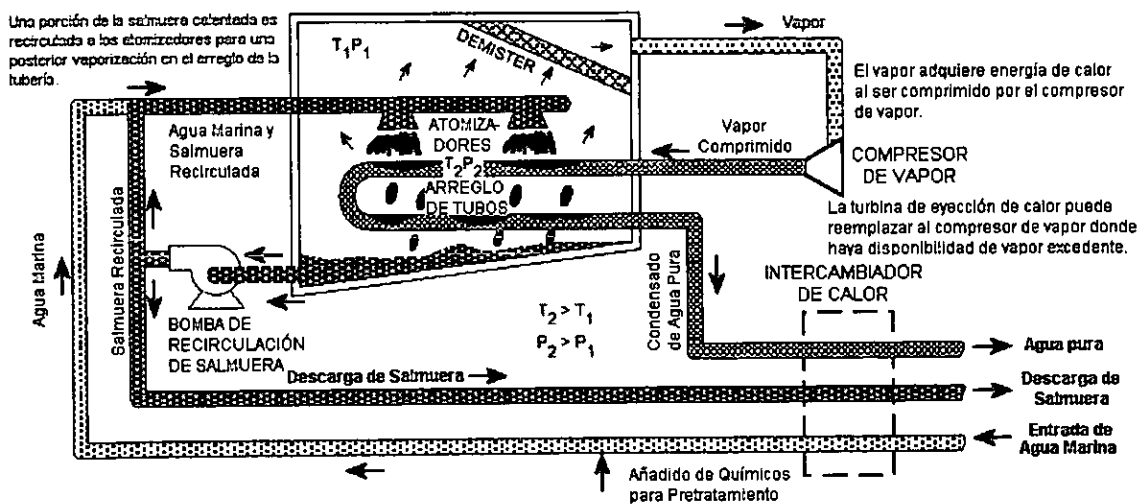 Una porción de la salmuera calentada es
recirculada a los atomizadores para una
posterior vaporización en el arreglo de la
tubería.
T1P1
DEMISTER
Vapor
El vapor adquiere energía de calor
al ser comprimido por el compresor
de vapor.
Agua Marina y
Salmuera
Recirculada
ATOMIZA-
DORES
T2P2
ARREGLO
DE TUBOS
Vapor
Comprimido
COMPRESOR
DE VAPOR
La turbina de eyección de calor puede
reemplazar al compresor de vapor donde
haya disponibilidad de vapor excedente.
Agua Marina
Salmuera Recirculada
BOMBA DE
RECIRCULACIÓN
DE SALMUERA
T2 > T1
P2 > P1
Condensado
de Agua Pura
INTERCAMBIADOR
DE CALOR
Agua pura
Descarga de Salmuera
Descarga de
Salmuera
Entrada de
Agua Marina
Añadido de Químicos
para Pretratamiento